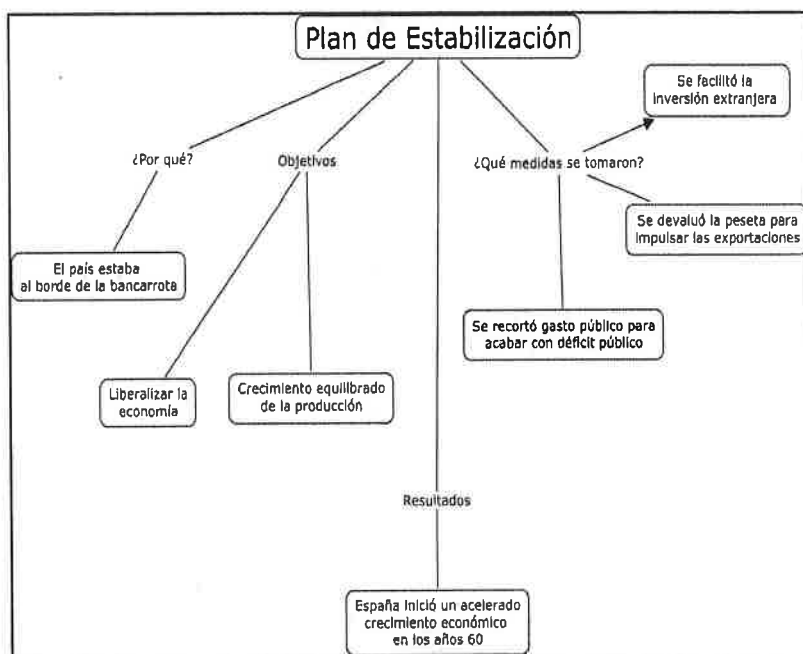 Plan de Estabilización
Se facilitó la
inversión extranjera
¿Por qué?
Objetivos
¿Qué medidas se tomaron?
Se devaluó la peseta para
impulsar las exportaciones
El país estaba
al borde de la bancarrota
Se recortó gasto público para
acabar con déficit público
Liberalizar la
economía
Crecimiento equilibrado
de la producción
Resultados
España inició un acelerado
crecimiento económico
en los años 60